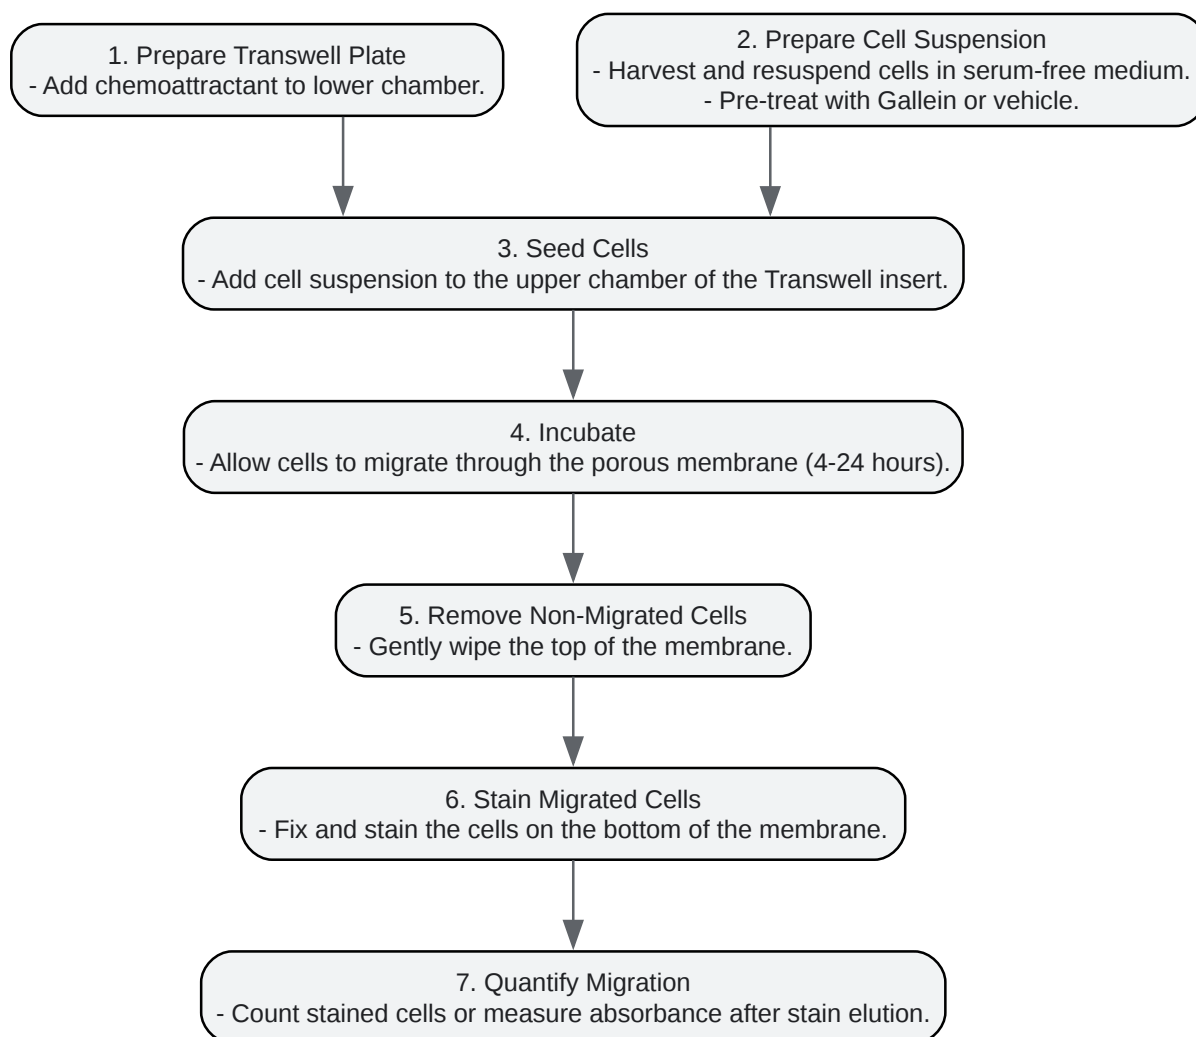 1. Prepare Transwell Plate
- Add chemoattractant to lower chamber.
2. Prepare Cell Suspension
- Harvest and resuspend cells in serum-free medium.
- Pre-treat with Gallein or vehicle.
3. Seed Cells
- Add cell suspension to the upper chamber of the Transwell insert.
4. Incubate
- Allow cells to migrate through the porous membrane (4-24 hours).
5. Remove Non-Migrated Cells
- Gently wipe the top of the membrane.
6. Stain Migrated Cells
- Fix and stain the cells on the bottom of the membrane.
7. Quantify Migration
- Count stained cells or measure absorbance after stain elution.